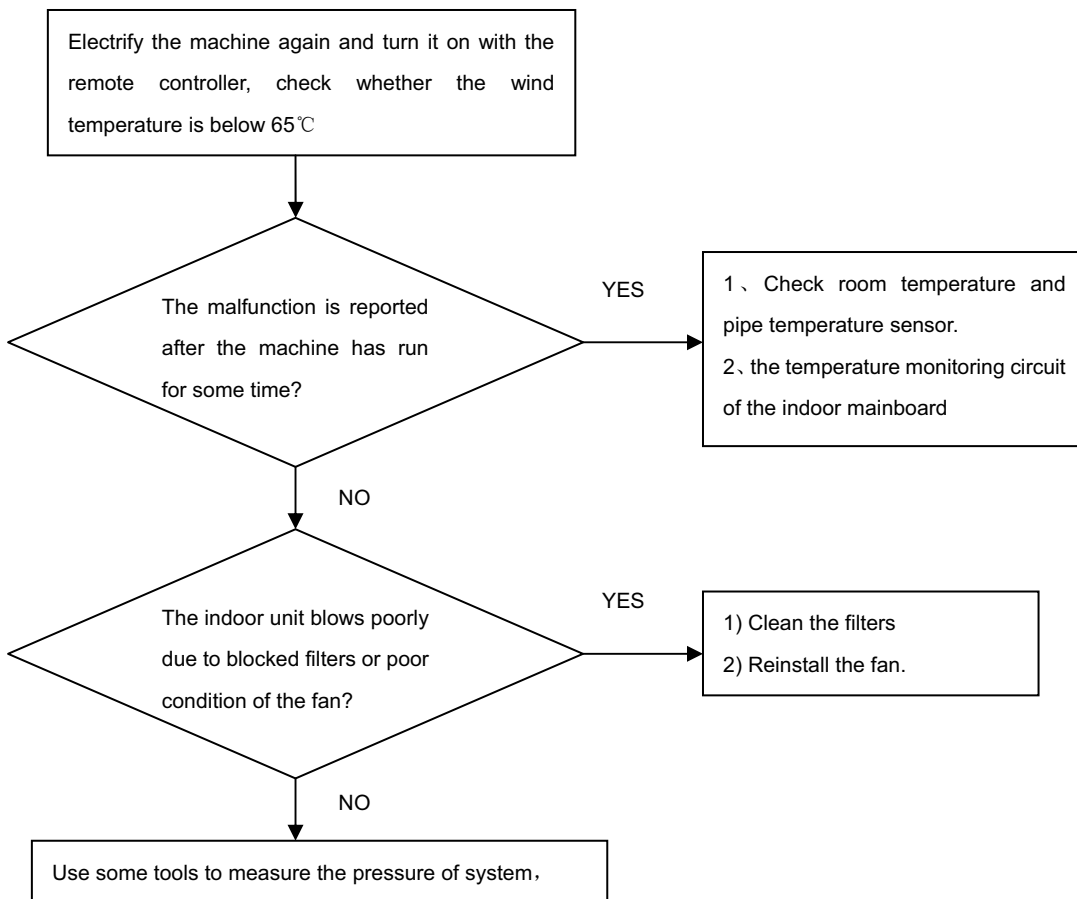 Electrify the machine again and turn it on with the
remote controller, check whether the wind
temperature is below 65℃
The malfunction is reported
after the machine has run
for some time?
YES
1、Check room temperature and
pipe temperature sensor.
2、the temperature monitoring circuit
of the indoor mainboard
NO
The indoor unit blows poorly
due to blocked filters or poor
condition of the fan?
YES
1) Clean the filters
2) Reinstall the fan.
NO
Use some tools to measure the pressure of system，